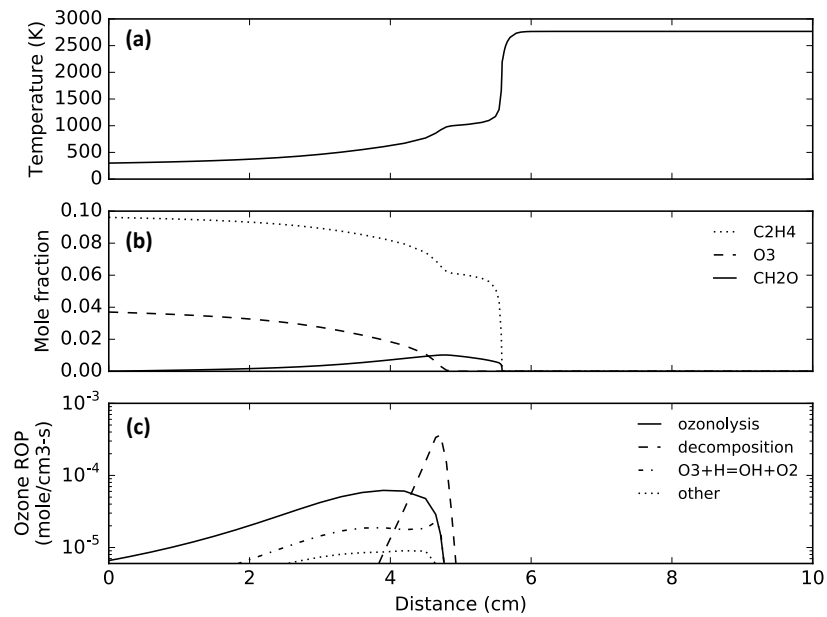 (a)
Temperature (K)
3000
2500
2000
1500
1000
500
0
(b)
Mole fraction
0.10
0.08
0.06
0.04
0.02
0.00
C2H4
O3
CH2O
(c)
Ozone ROP
(mole/cm3-s)
10^-3
10^-4
10^-5
ozonolysis
decomposition
O3+H=OH+O2
other
0 2 4 6 8 10
Distance (cm)